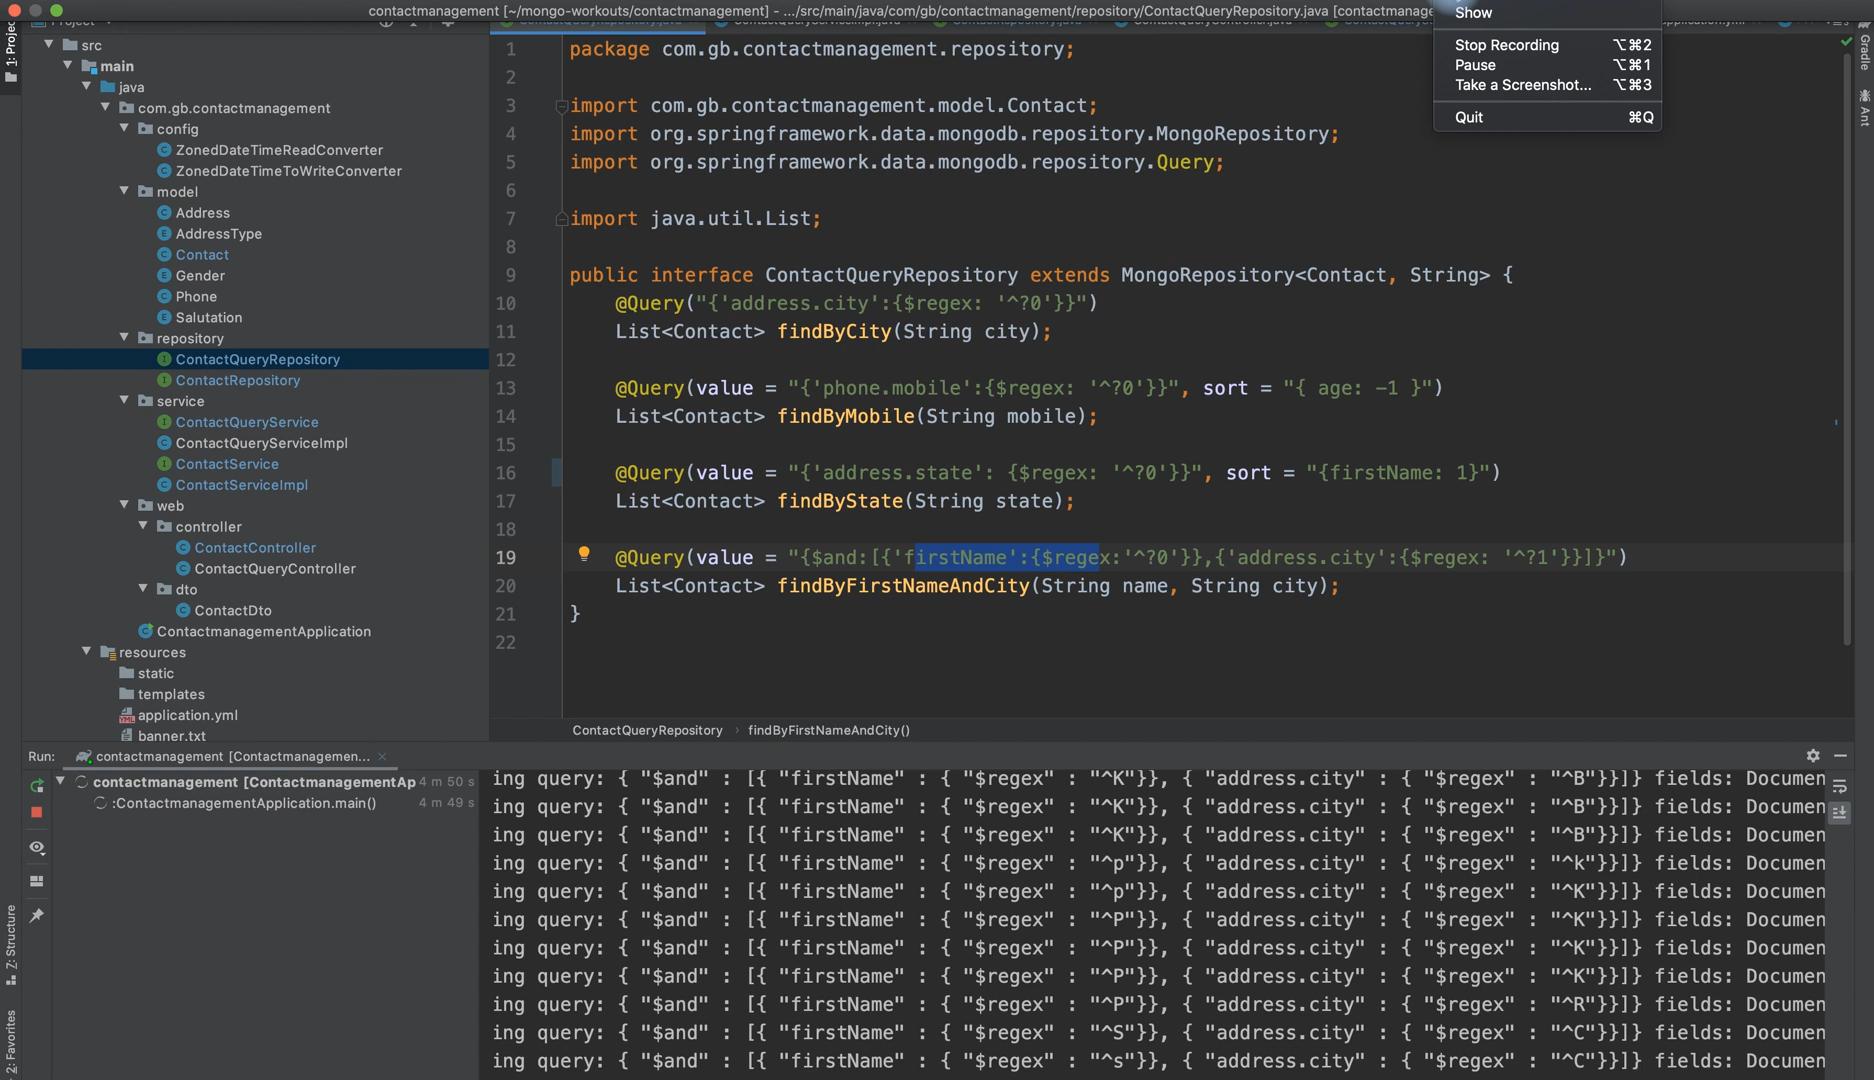 contactmanagement [~/mongo-workouts/contactmanagement] - .../src/main/java/com/gb/contactmanagement/repository/ContactQueryRepository.java [contactmanage
Show
Stop Recording ⌥⌘2
Pause ⌥⌘1
Take a Screenshot... ⌥⌘3
Quit ⌘Q
1: Projec
src
main
java
com.gb.contactmanagement
config
ZonedDateTimeReadConverter
ZonedDateTimeToWriteConverter
model
Address
AddressType
Contact
Gender
Phone
Salutation
repository
ContactQueryRepository
ContactRepository
service
ContactQueryService
ContactQueryServiceImpl
ContactService
ContactServiceImpl
web
controller
ContactController
ContactQueryController
dto
ContactDto
ContactmanagementApplication
resources
static
templates
application.yml
banner.txt
1 package com.gb.contactmanagement.repository;
2
3 import com.gb.contactmanagement.model.Contact;
4 import org.springframework.data.mongodb.repository.MongoRepository;
5 import org.springframework.data.mongodb.repository.Query;
6
7 import java.util.List;
8
9 public interface ContactQueryRepository extends MongoRepository<Contact, String> {
10 @Query("{'address.city':{$regex: '^?0'}}")
11 List<Contact> findByCity(String city);
12
13 @Query(value = "{'phone.mobile':{$regex: '^?0'}}", sort = "{ age: -1 }")
14 List<Contact> findByMobile(String mobile);
15
16 @Query(value = "{'address.state': {$regex: '^?0'}}", sort = "{firstName: 1}")
17 List<Contact> findByState(String state);
18
19 @Query(value = "{$and:[{'firstName':{$regex:'^?0'}},{'address.city':{$regex: '^?1'}}]}")
20 List<Contact> findByFirstNameAndCity(String name, String city);
21 }
22
Gradle
Ant
ContactQueryRepository › findByFirstNameAndCity()
Run: contactmanagement [Contactmanagemen...
contactmanagement [ContactmanagementAp 4 m 50 s
:ContactmanagementApplication.main() 4 m 49 s
ing query: { "$and" : [{ "firstName" : { "$regex" : "^K"}}, { "address.city" : { "$regex" : "^B"}}]} fields: Documen
ing query: { "$and" : [{ "firstName" : { "$regex" : "^K"}}, { "address.city" : { "$regex" : "^B"}}]} fields: Documen
ing query: { "$and" : [{ "firstName" : { "$regex" : "^K"}}, { "address.city" : { "$regex" : "^B"}}]} fields: Documen
ing query: { "$and" : [{ "firstName" : { "$regex" : "^p"}}, { "address.city" : { "$regex" : "^k"}}]} fields: Documen
ing query: { "$and" : [{ "firstName" : { "$regex" : "^p"}}, { "address.city" : { "$regex" : "^K"}}]} fields: Documen
ing query: { "$and" : [{ "firstName" : { "$regex" : "^P"}}, { "address.city" : { "$regex" : "^K"}}]} fields: Documen
ing query: { "$and" : [{ "firstName" : { "$regex" : "^P"}}, { "address.city" : { "$regex" : "^K"}}]} fields: Documen
ing query: { "$and" : [{ "firstName" : { "$regex" : "^P"}}, { "address.city" : { "$regex" : "^K"}}]} fields: Documen
ing query: { "$and" : [{ "firstName" : { "$regex" : "^P"}}, { "address.city" : { "$regex" : "^R"}}]} fields: Documen
ing query: { "$and" : [{ "firstName" : { "$regex" : "^S"}}, { "address.city" : { "$regex" : "^C"}}]} fields: Documen
ing query: { "$and" : [{ "firstName" : { "$regex" : "^s"}}, { "address.city" : { "$regex" : "^C"}}]} fields: Documen
Z: Structure
2: Favorites